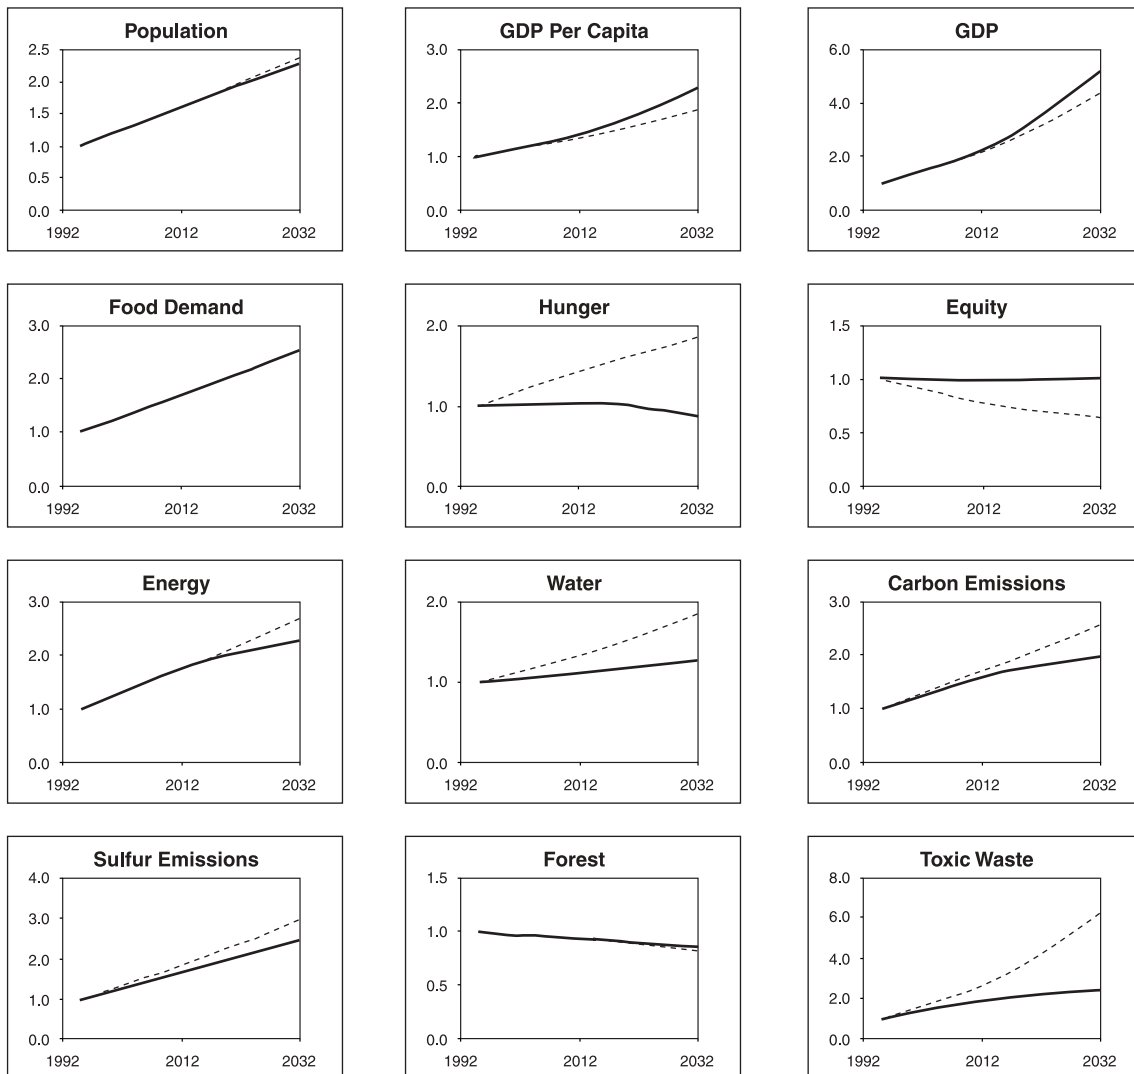 Population
2.5
2.0
1.5
1.0
0.5
0.0
1992 2012 2032
GDP Per Capita
3.0
2.0
1.0
0.0
1992 2012 2032
GDP
6.0
4.0
2.0
0.0
1992 2012 2032
Food Demand
3.0
2.0
1.0
0.0
1992 2012 2032
Hunger
2.0
1.0
0.0
1992 2012 2032
Equity
1.5
1.0
0.5
0.0
1992 2012 2032
Energy
3.0
2.0
1.0
0.0
1992 2012 2032
Water
2.0
1.0
0.0
1992 2012 2032
Carbon Emissions
3.0
2.0
1.0
0.0
1992 2012 2032
Sulfur Emissions
4.0
3.0
2.0
1.0
0.0
1992 2012 2032
Forest
1.5
1.0
0.5
0.0
1992 2012 2032
Toxic Waste
8.0
6.0
4.0
2.0
0.0
1992 2012 2032